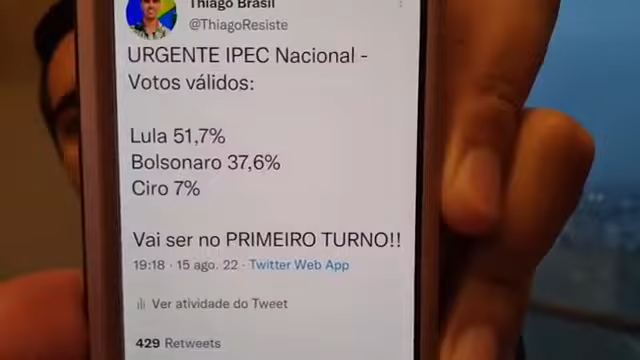 Thiago Brasil
@ThiagoResiste
URGENTE IPEC Nacional -
Votos válidos:
Lula 51,7%
Bolsonaro 37,6%
Ciro 7%
Vai ser no PRIMEIRO TURNO!!
19:18 · 15 ago. 22 · Twitter Web App
Ver atividade do Tweet
429 Retweets